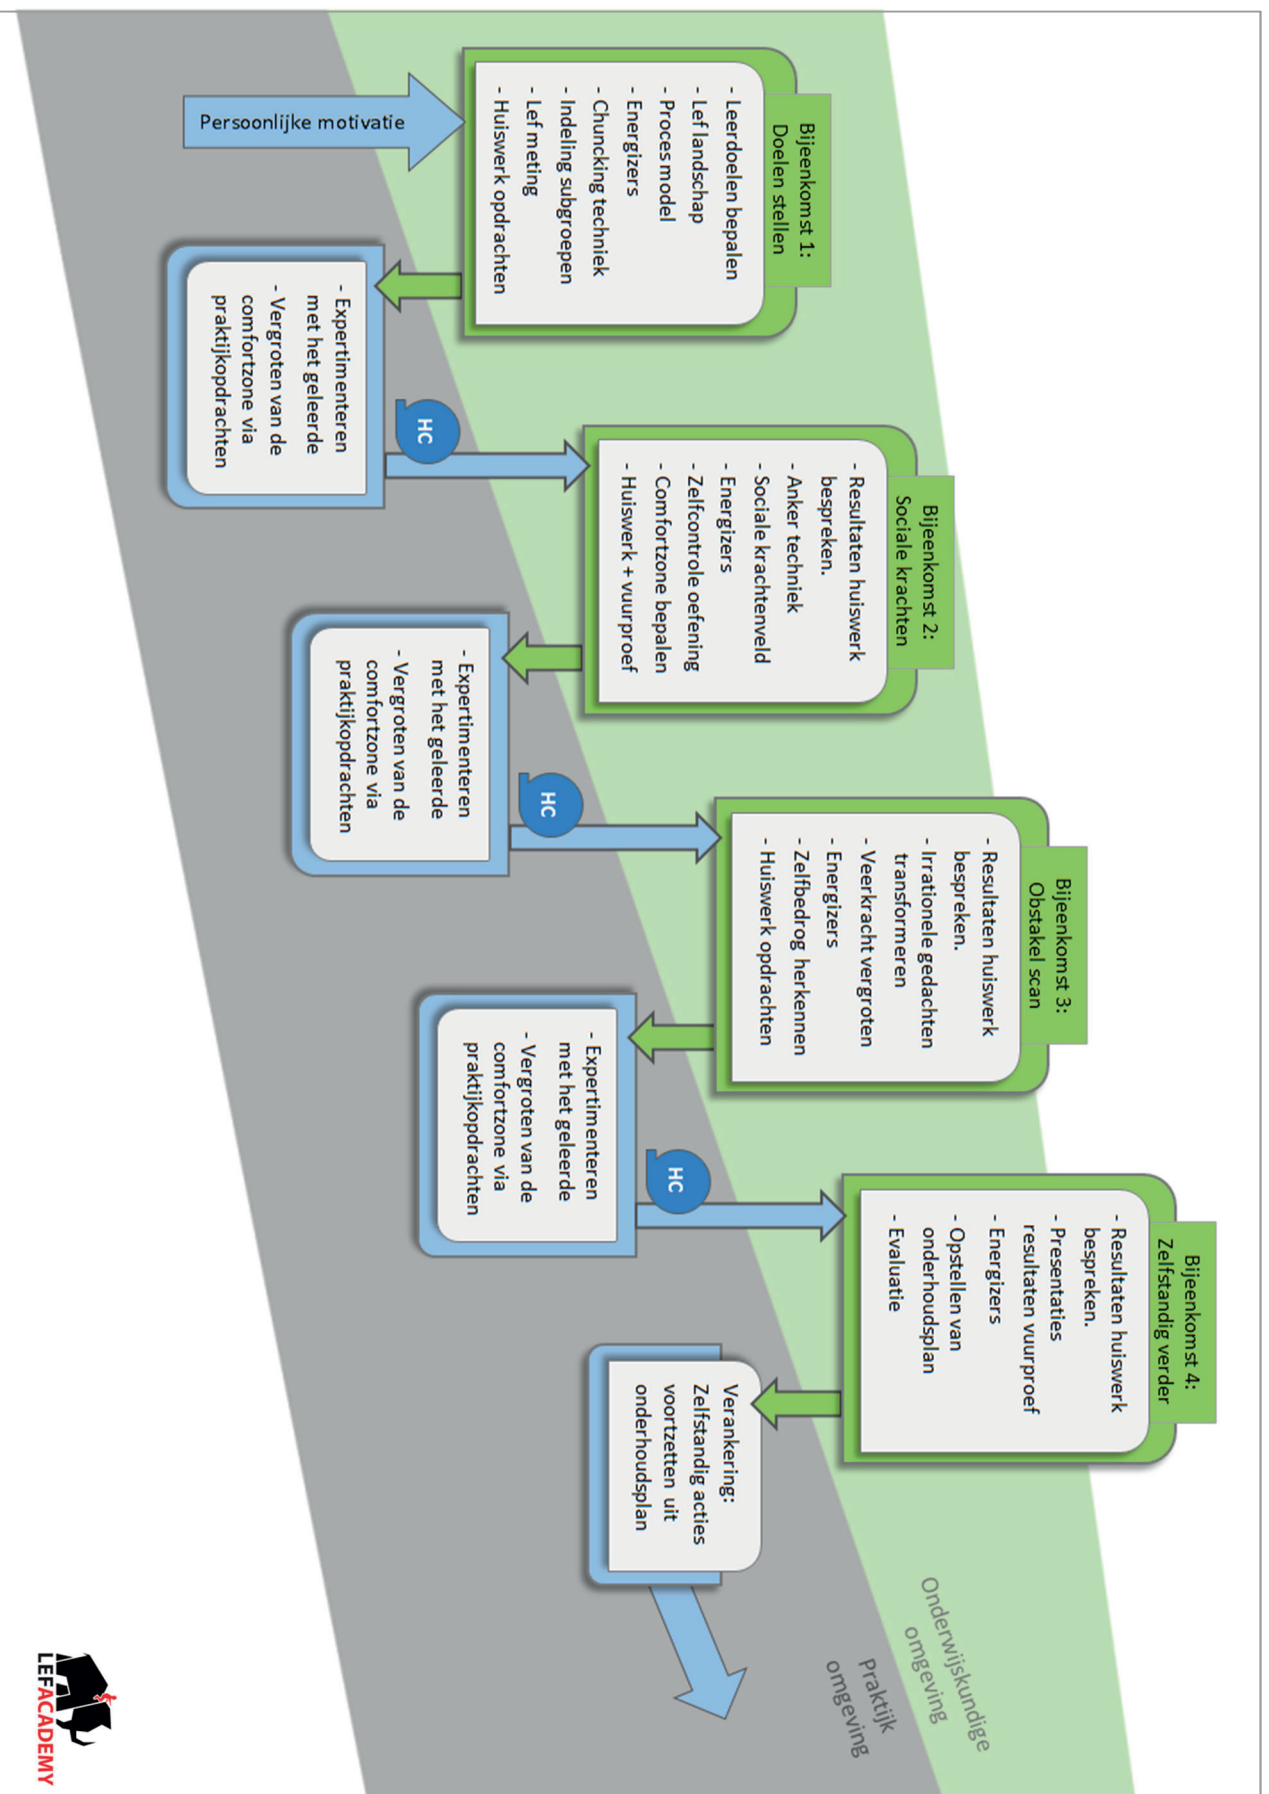 Bijeenkomst 1:
Doelen stellen
- Leerdoelen bepalen
- Lef landschap
- Proces model
- Energizers
- Chuncking techniek
- Indeling subgroepen
- Lef meting
- Huiswerk opdrachten
Persoonlijke motivatie
- Expertimenteren
met het geleerde
- Vergroten van de
comfortzone via
praktijkopdrachten
HC
Bijeenkomst 2:
Sociale krachten
- Resultaten huiswerk
bespreken.
- Anker techniek
- Sociale krachtenveld
- Energizers
- Zelfcontrole oefening
- Comfortzone bepalen
- Huiswerk + vuurproef
- Expertimenteren
met het geleerde
- Vergroten van de
comfortzone via
praktijkopdrachten
HC
Bijeenkomst 3:
Obstakel scan
- Resultaten huiswerk
bespreken.
- Irrationele gedachten
transformeren
- Veerkracht vergroten
- Energizers
- Zelfbedrog herkennen
- Huiswerk opdrachten
- Expertimenteren
met het geleerde
- Vergroten van de
comfortzone via
praktijkopdrachten
HC
Bijeenkomst 4:
Zelfstandig verder
- Resultaten huiswerk
bespreken.
- Presentaties
resultaten vuurproef
- Energizers
- Opstellen van
onderhoudsplan
- Evaluatie
Verankering:
Zelfstandig acties
voortzetten uit
onderhoudsplan
Onderwijskundige
omgeving
Praktijk
omgeving
LEFACADEMY